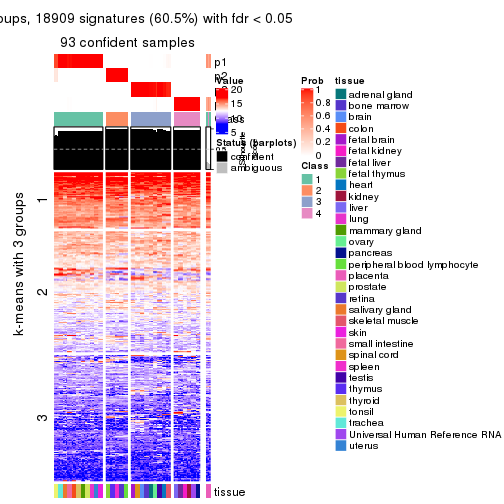 oups, 18909 signatures (60.5%) with fdr < 0.05
93 confident samples
p1
p2
Value
20
15
10
5
Status (barplots)
confident
ambiguous
Prob
1
0.8
0.6
0.4
0.2
0
Class
1
2
3
4
tissue
adrenal gland
bone marrow
brain
colon
fetal brain
fetal kidney
fetal liver
fetal thymus
heart
kidney
liver
lung
mammary gland
ovary
pancreas
peripheral blood lymphocyte
placenta
prostate
retina
salivary gland
skeletal muscle
skin
small intestine
spinal cord
spleen
testis
thymus
thyroid
tonsil
trachea
Universal Human Reference RNA
uterus
k-means with 3 groups
1
2
3
tissue